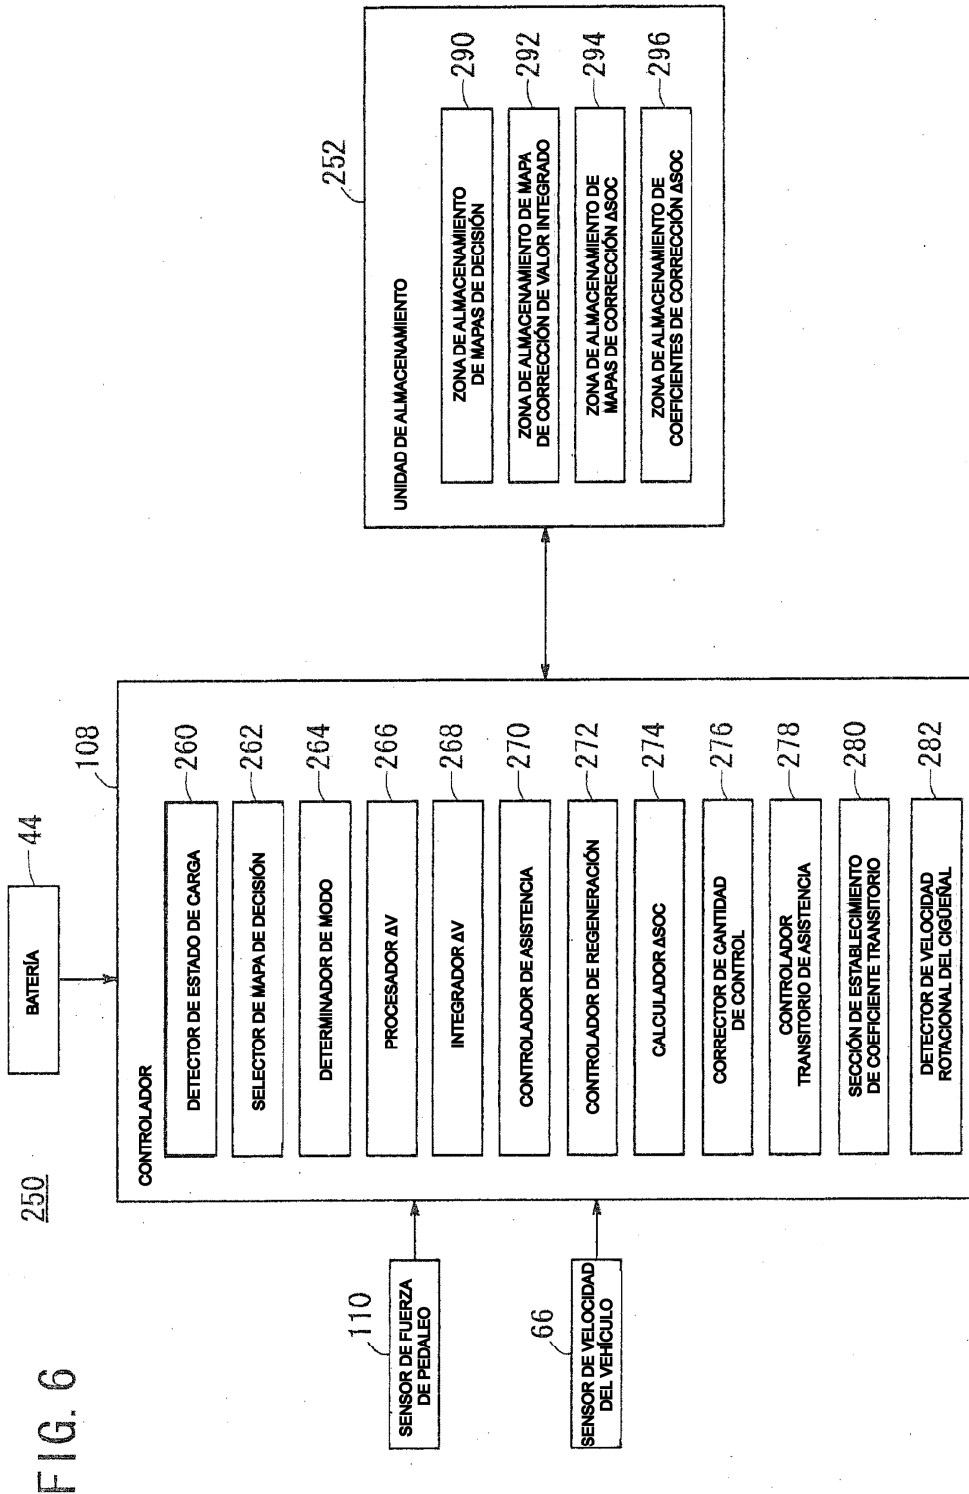 FIG. 6
250
BATERÍA
44
108
CONTROLADOR
DETECTOR DE ESTADO DE CARGA
260
SELECTOR DE MAPA DE DECISIÓN
262
DETERMINADOR DE MODO
264
PROCESADOR ΔV
266
INTEGRADOR ΔV
268
CONTROLADOR DE ASISTENCIA
270
CONTROLADOR DE REGENERACIÓN
272
CALCULADOR ΔSOC
274
CORRECTOR DE CANTIDAD
DE CONTROL
276
CONTROLADOR
TRANSITORIO DE ASISTENCIA
278
SECCIÓN DE ESTABLECIMIENTO
DE COEFICIENTE TRANSITORIO
280
DETECTOR DE VELOCIDAD
ROTACIONAL DEL CIGÜEÑAL
282
110
SENSOR DE FUERZA
DE PEDALEO
66
SENSOR DE VELOCIDAD
DEL VEHÍCULO
252
UNIDAD DE ALMACENAMIENTO
ZONA DE ALMACENAMIENTO
DE MAPAS DE DECISIÓN
290
ZONA DE ALMACENAMIENTO DE MAPA
DE CORRECCIÓN DE VALOR INTEGRADO
292
ZONA DE ALMACENAMIENTO DE
MAPAS DE CORRECCIÓN ΔSOC
294
ZONA DE ALMACENAMIENTO DE
COEFICIENTES DE CORRECCIÓN ΔSOC
296